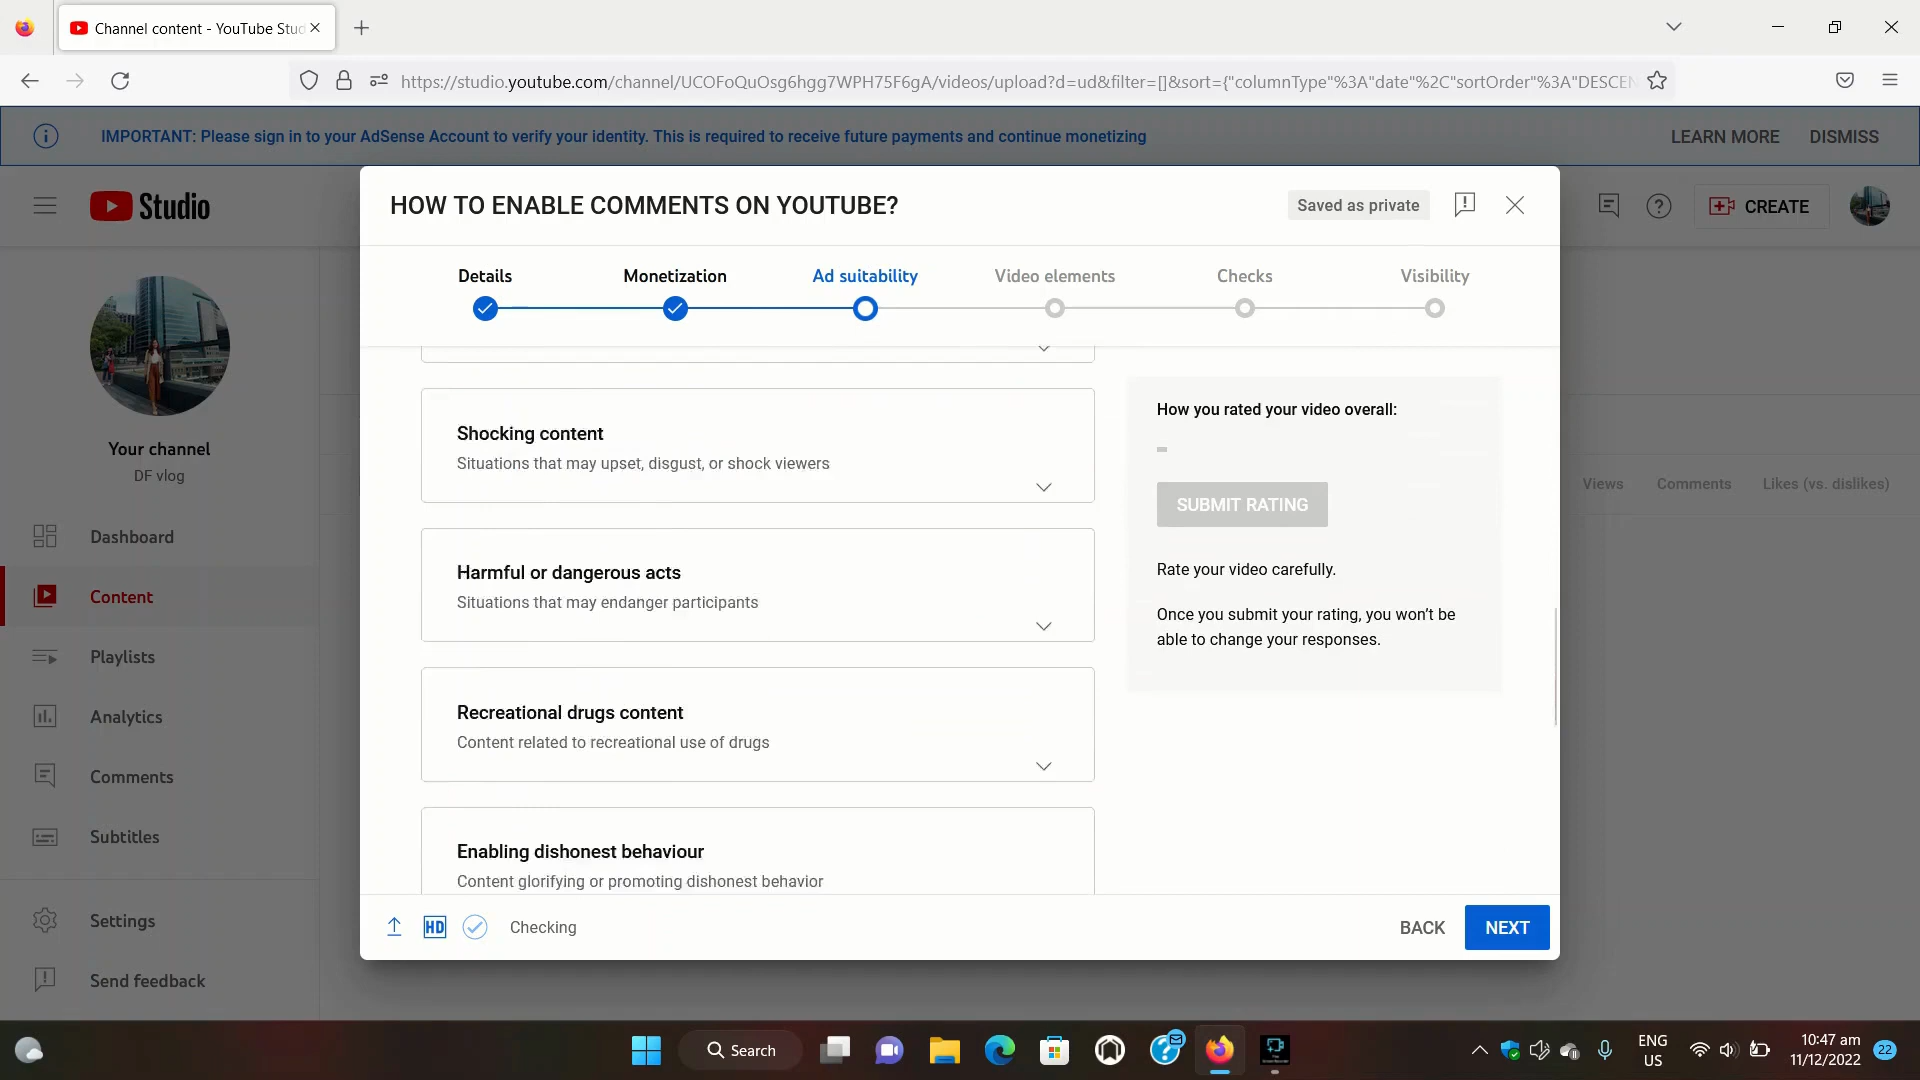 Channel content - YouTube Stud
https://studio.youtube.com/channel/UCOFoQuOsg6hgg7WPH75F6gA/videos/upload?d=ud&filter=[]&sort={"columnType"%3A"date"%2C"sortOrder"%3A"DESCEN
IMPORTANT: Please sign in to your AdSense Account to verify your identity. This is required to receive future payments and continue monetizing
LEARN MORE
DISMISS
Studio
CREATE
HOW TO ENABLE COMMENTS ON YOUTUBE?
Saved as private
Details
Monetization
Ad suitability
Video elements
Checks
Visibility
Your channel
DF vlog
Dashboard
Content
Playlists
Analytics
Comments
Subtitles
Settings
Send feedback
Shocking content
Situations that may upset, disgust, or shock viewers
Harmful or dangerous acts
Situations that may endanger participants
Recreational drugs content
Content related to recreational use of drugs
Enabling dishonest behaviour
Content glorifying or promoting dishonest behavior
How you rated your video overall:
SUBMIT RATING
Rate your video carefully.
Once you submit your rating, you won’t be
able to change your responses.
Views
Comments
Likes (vs. dislikes)
HD
Checking
BACK
NEXT
Search
ENG
US
10:47 am
11/12/2022
22